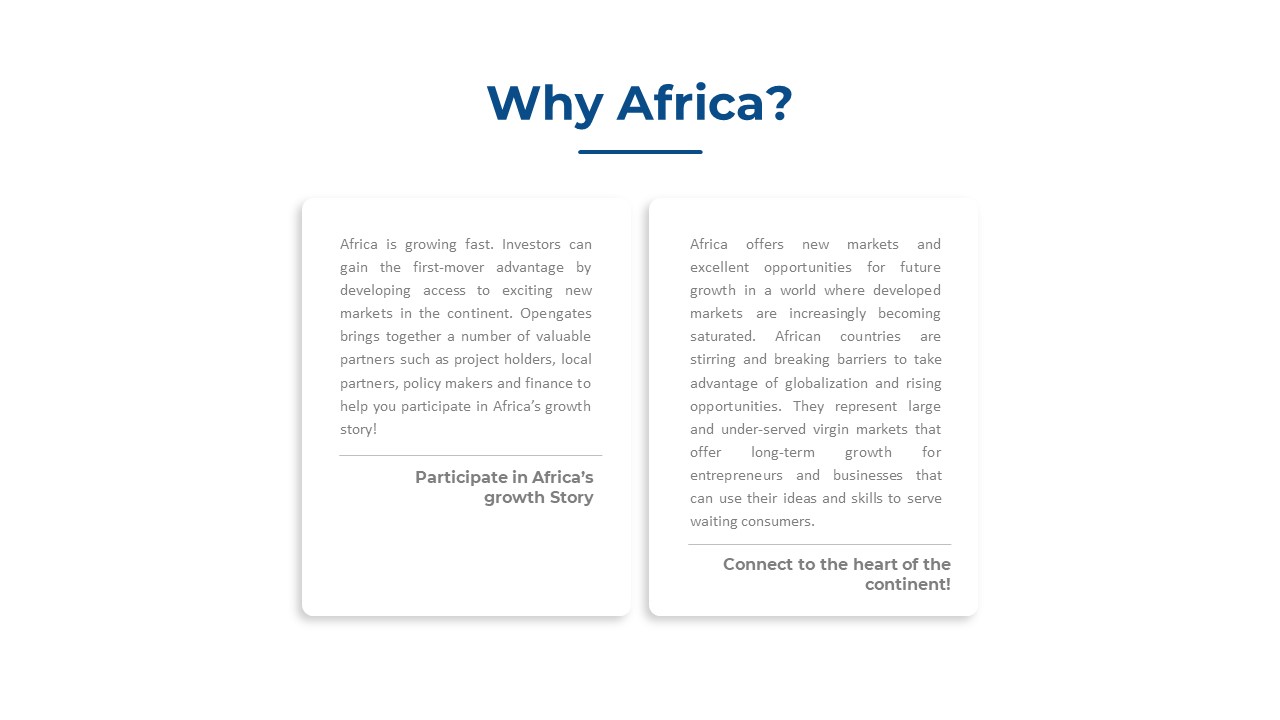 Why Africa?
Africa is growing fast. Investors can
gain the first-mover advantage by
developing access to exciting new
markets in the continent. Opengates
brings together a number of valuable
partners such as project holders, local
partners, policy makers and finance to
help you participate in Africa’s growth
story!
Participate in Africa’s
growth Story
Africa offers new markets and
excellent opportunities for future
growth in a world where developed
markets are increasingly becoming
saturated. African countries are
stirring and breaking barriers to take
advantage of globalization and rising
opportunities. They represent large
and under-served virgin markets that
offer long-term growth for
entrepreneurs and businesses that
can use their ideas and skills to serve
waiting consumers.
Connect to the heart of the
continent!